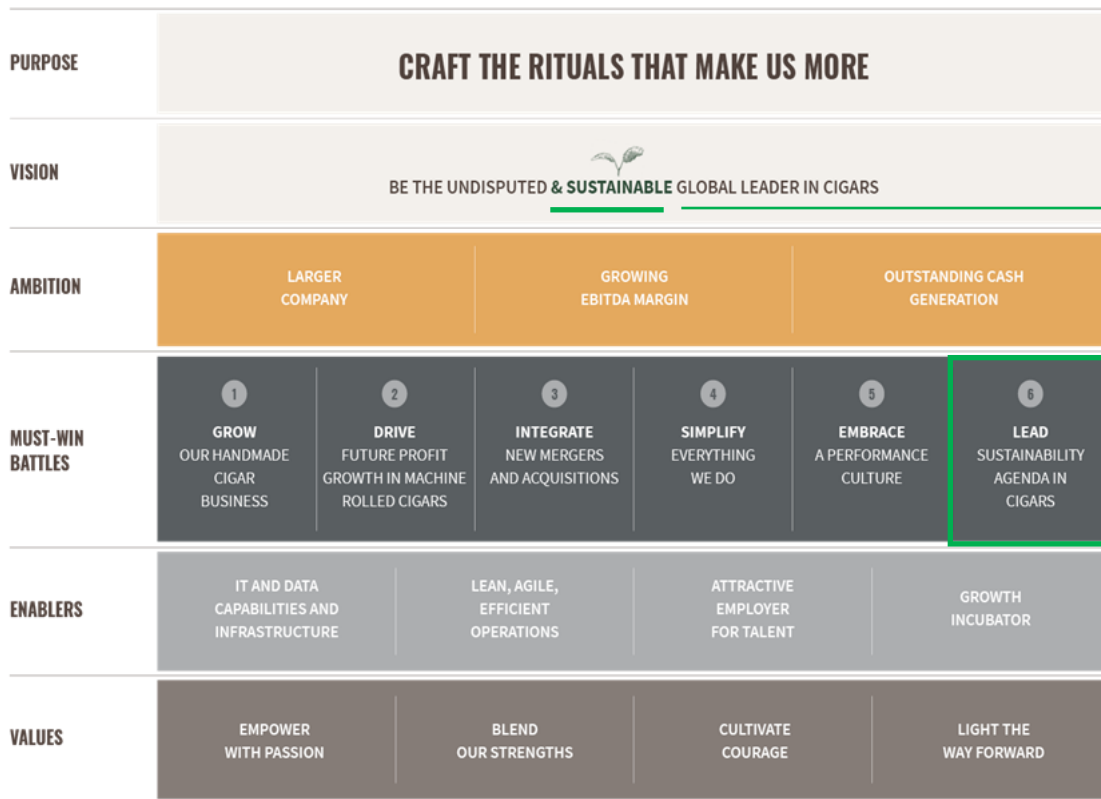 PURPOSE
CRAFT THE RITUALS THAT MAKE US MORE
VISION
BE THE UNDISPUTED & SUSTAINABLE GLOBAL LEADER IN CIGARS
AMBITION
LARGER
COMPANY
GROWING
EBITDA MARGIN
OUTSTANDING CASH
GENERATION
MUST-WIN
BATTLES
1
GROW
OUR HANDMADE
CIGAR
BUSINESS
2
DRIVE
FUTURE PROFIT
GROWTH IN MACHINE
ROLLED CIGARS
3
INTEGRATE
NEW MERGERS
AND ACQUISITIONS
4
SIMPLIFY
EVERYTHING
WE DO
5
EMBRACE
A PERFORMANCE
CULTURE
6
LEAD
SUSTAINABILITY
AGENDA IN
CIGARS
ENABLERS
IT AND DATA
CAPABILITIES AND
INFRASTRUCTURE
LEAN, AGILE,
EFFICIENT
OPERATIONS
ATTRACTIVE
EMPLOYER
FOR TALENT
GROWTH
INCUBATOR
VALUES
EMPOWER
WITH PASSION
BLEND
OUR STRENGTHS
CULTIVATE
COURAGE
LIGHT THE
WAY FORWARD